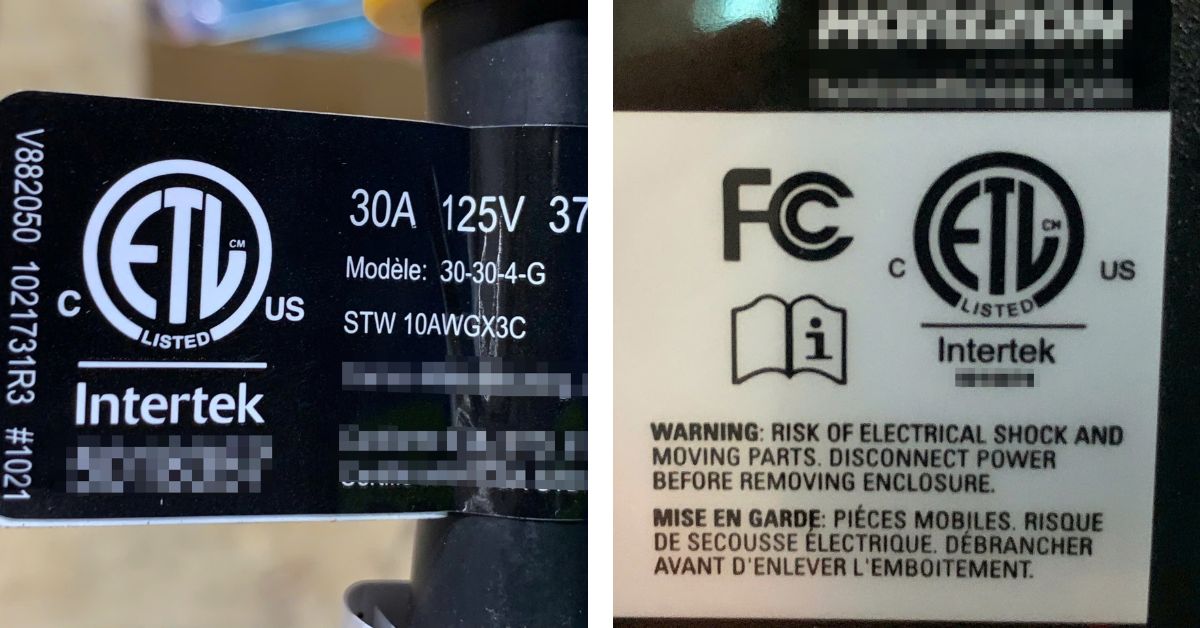 V882050 1021731R3 #1021
ETL CM
C US
LISTED
Intertek
30A 125V 37
Modèle: 30-30-4-G
STW 10AWGX3C
FC
ETL CM
C US
LISTED
Intertek
i
WARNING: RISK OF ELECTRICAL SHOCK AND
MOVING PARTS. DISCONNECT POWER
BEFORE REMOVING ENCLOSURE.
MISE EN GARDE: PIÉCES MOBILES. RISQUE
DE SECOUSSE ÉLECTRIQUE. DÉBRANCHER
AVANT D'ENLEVER L'EMBOITEMENT.